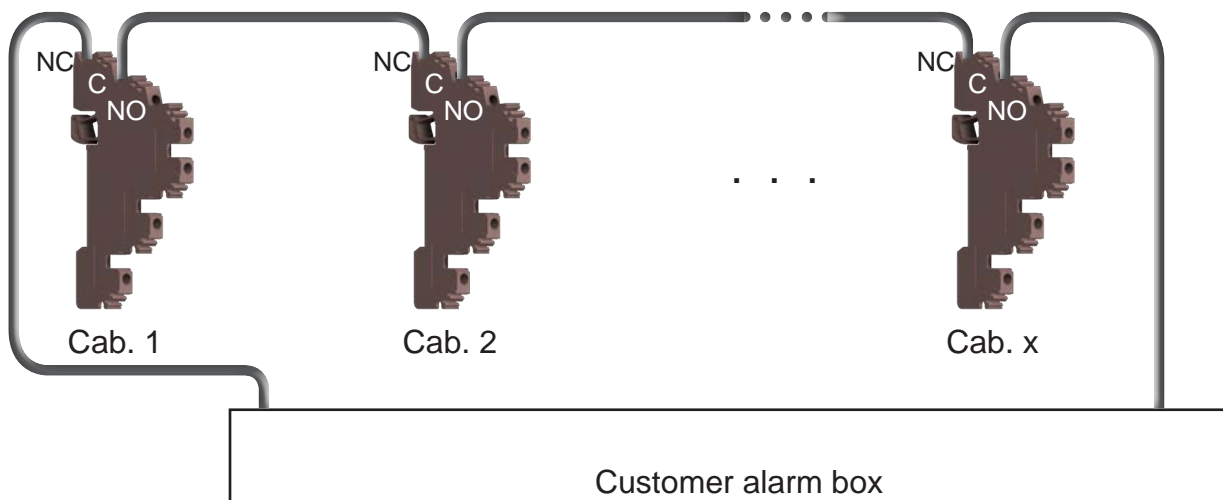 NC
C
NO
NC
C
NO
NC
C
NO
. . .
Cab. 1
Cab. 2
Cab. x
Customer alarm box